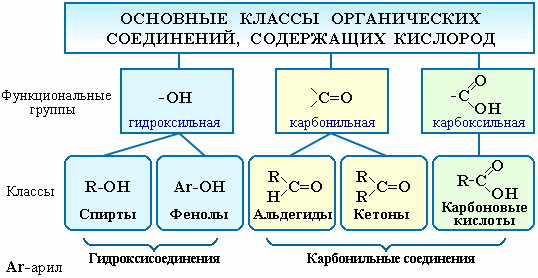 ОСНОВНЫЕ КЛАССЫ ОРГАНИЧЕСКИХ
СОЕДИНЕНИЙ, СОДЕРЖАЩИХ КИСЛОРОД
Функциональные
группы
-OH
гидроксильная
C=O
карбонильная
-C
O
OH
карбоксильная
Классы
R-OH
Спирты
Ar-OH
Фенолы
R
H
C=O
Альдегиды
R
R
C=O
Кетоны
R-C
O
OH
Карбоновые
кислоты
Гидроксисоединения
Карбонильные соединения
Ar-арил